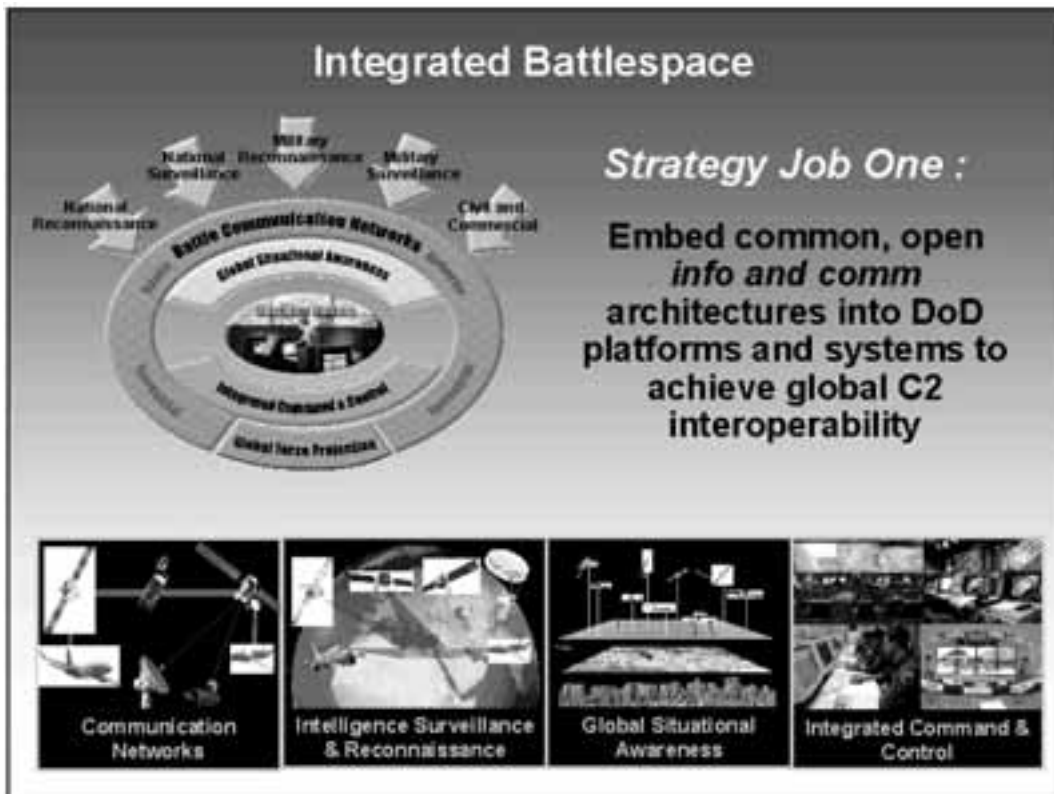 Integrated Battlespace
Military
Reconnaissance
National
Surveillance
Military
Surveillance
National
Reconnaissance
Civil and
Commercial
Battle Communication Networks
Global Situational Awareness
Integrated Command & Control
Global Force Projection
Strategy Job One :
Embed common, open
info and comm
architectures into DoD
platforms and systems to
achieve global C2
interoperability
Communication
Networks
Intelligence Surveillance
& Reconnaissance
Global Situational
Awareness
Integrated Command &
Control